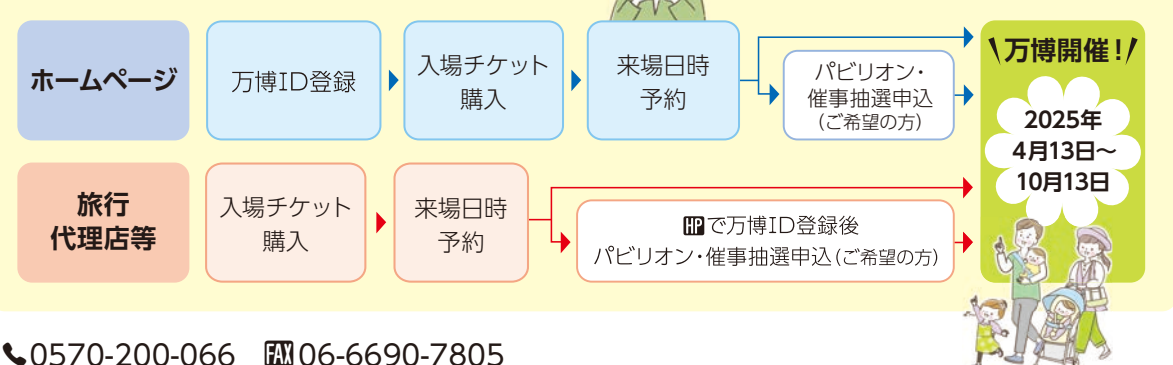 ホームページ
万博ID登録
入場チケット
購入
来場日時
予約
パビリオン・
催事抽選申込
(ご希望の方)
万博開催!
2025年
4月13日〜
10月13日
旅行
代理店等
入場チケット
購入
来場日時
予約
HPで万博ID登録後
パビリオン・催事抽選申込(ご希望の方)
0570-200-066 FAX 06-6690-7805